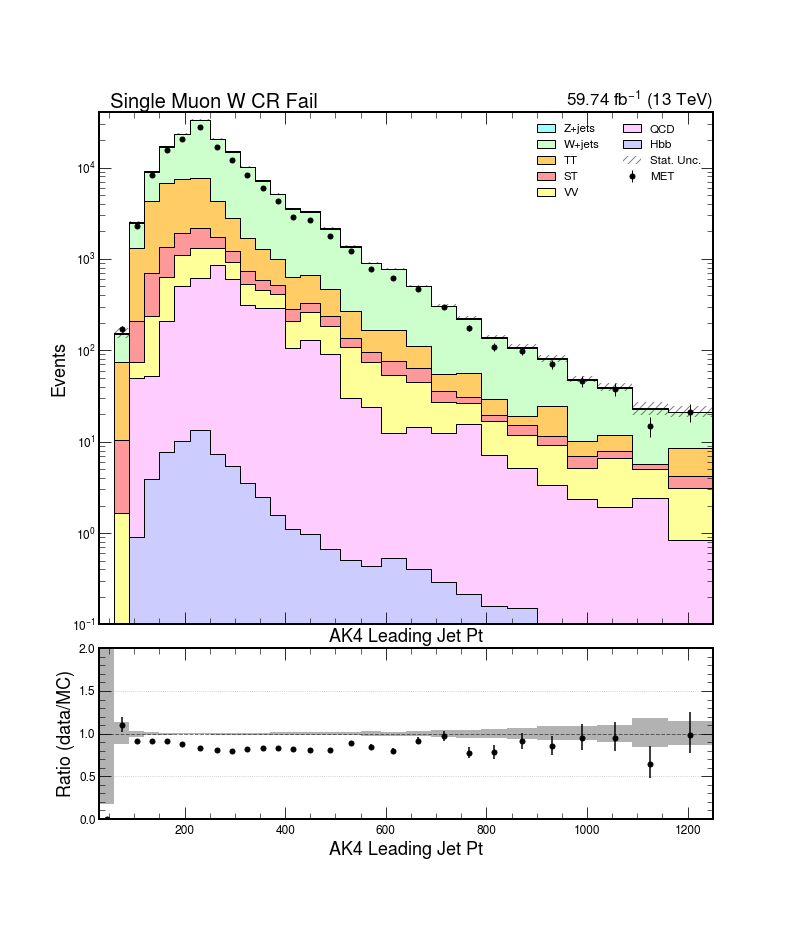 Single Muon W CR Fail
59.74 fb⁻¹ (13 TeV)
Z+jets
W+jets
TT
ST
VV
QCD
Hbb
Stat. Unc.
MET
Events
10⁴
10³
10²
10¹
10⁰
10⁻¹
AK4 Leading Jet Pt
Ratio (data/MC)
2.0
1.5
1.0
0.5
0.0
200 400 600 800 1000 1200
AK4 Leading Jet Pt